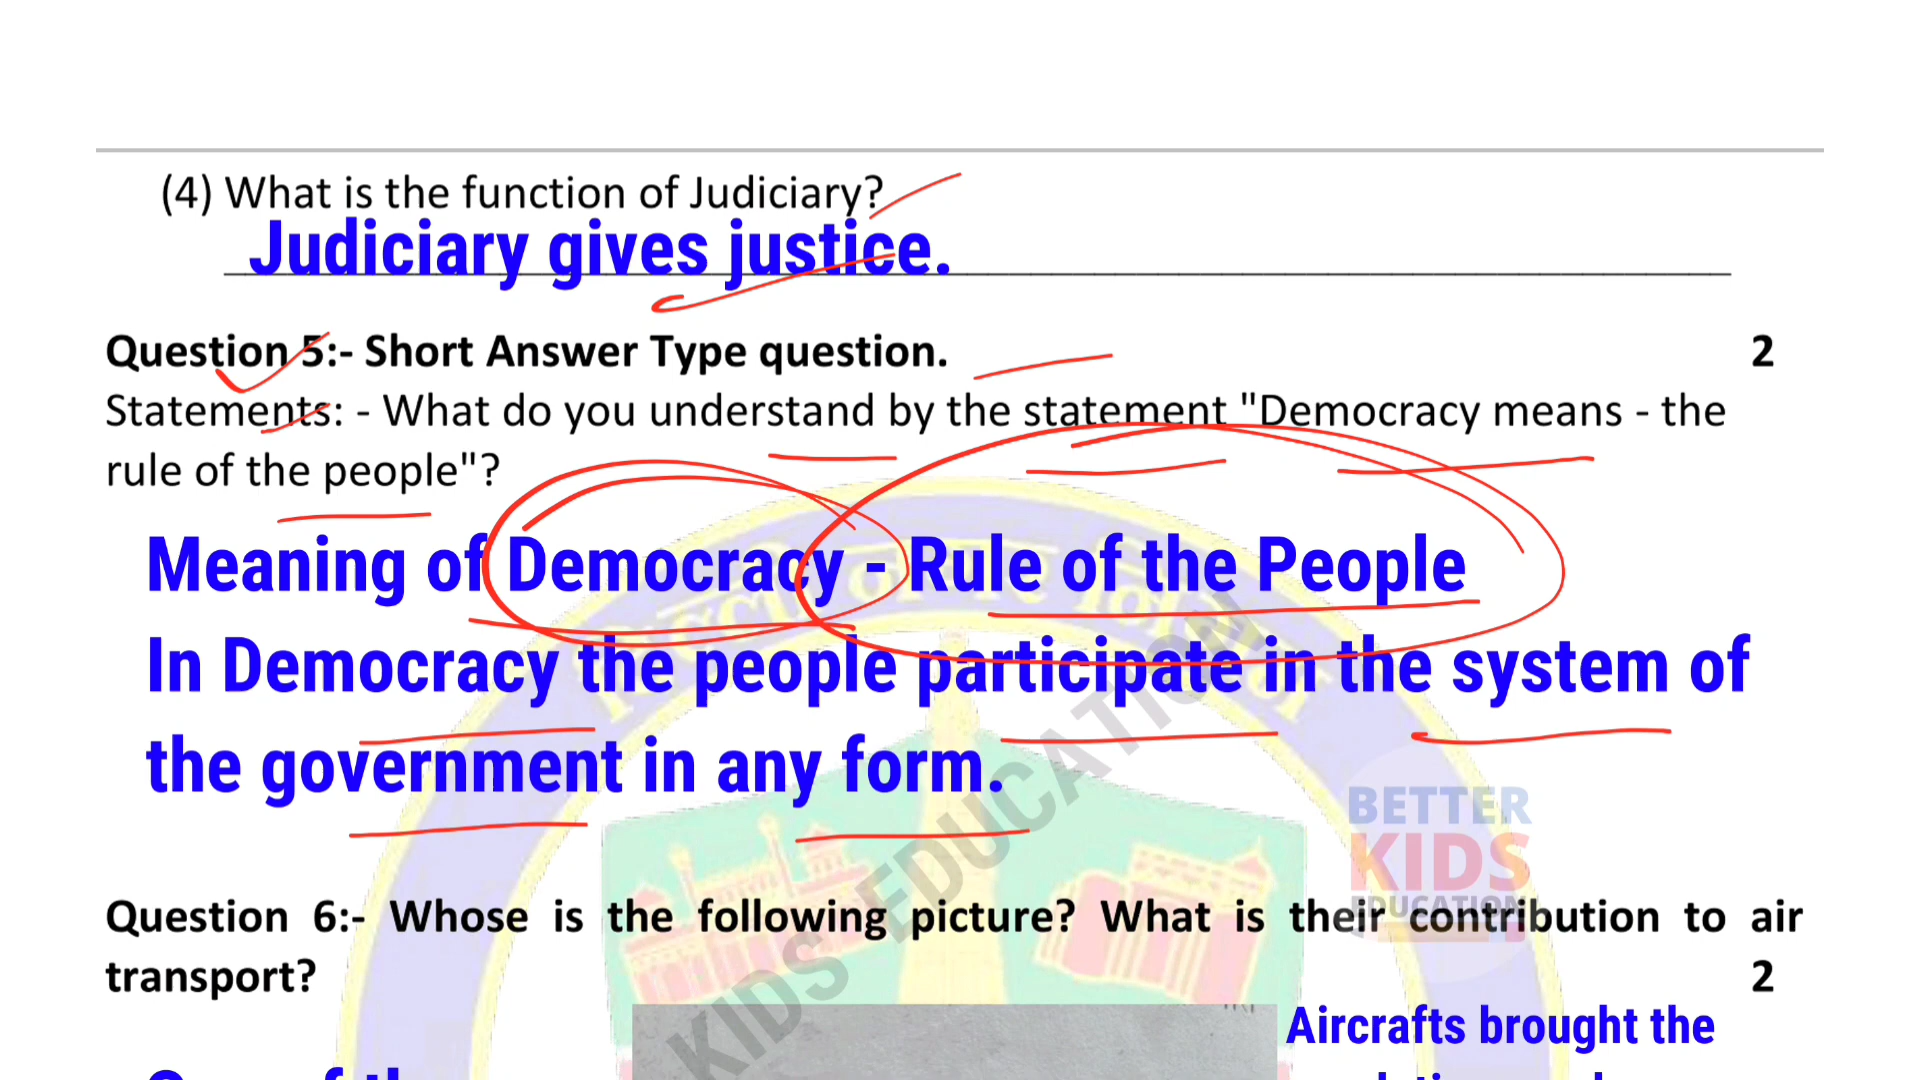 (4) What is the function of Judiciary?
Judiciary gives justice.
Question 5:- Short Answer Type question. 2
Statements: - What do you understand by the statement "Democracy means - the
rule of the people"?
Meaning of Democracy - Rule of the People
In Democracy the people participate in the system of
the government in any form.
BETTER
KIDS
EDUCATION
Question 6:- Whose is the following picture? What is their contribution to air
transport? 2
KIDS EDUCATION
Aircrafts brought the